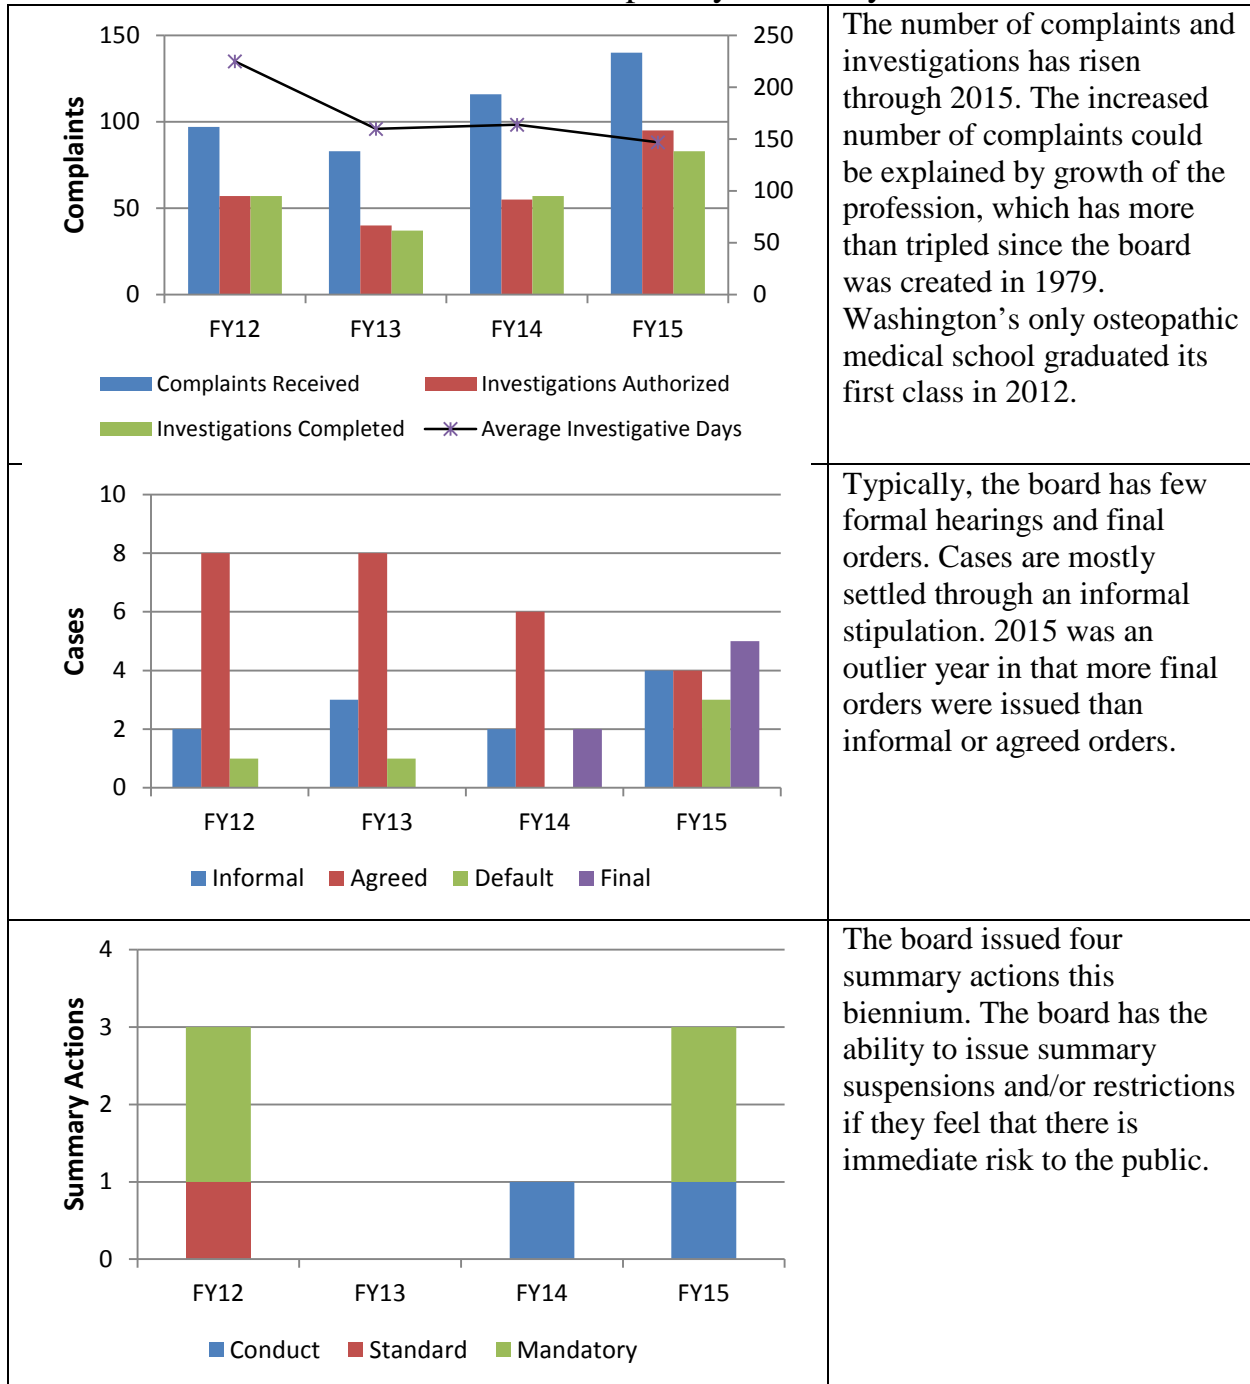 150
100
50
0
Complaints
250
200
150
100
50
0
FY12
FY13
FY14
FY15
Complaints Received
Investigations Authorized
Investigations Completed
Average Investigative Days
The number of complaints and
investigations has risen
through 2015. The increased
number of complaints could
be explained by growth of the
profession, which has more
than tripled since the board
was created in 1979.
Washington’s only osteopathic
medical school graduated its
first class in 2012.
10
8
6
4
2
0
Cases
FY12
FY13
FY14
FY15
Informal
Agreed
Default
Final
Typically, the board has few
formal hearings and final
orders. Cases are mostly
settled through an informal
stipulation. 2015 was an
outlier year in that more final
orders were issued than
informal or agreed orders.
4
3
2
1
0
Summary Actions
FY12
FY13
FY14
FY15
Conduct
Standard
Mandatory
The board issued four
summary actions this
biennium. The board has the
ability to issue summary
suspensions and/or restrictions
if they feel that there is
immediate risk to the public.